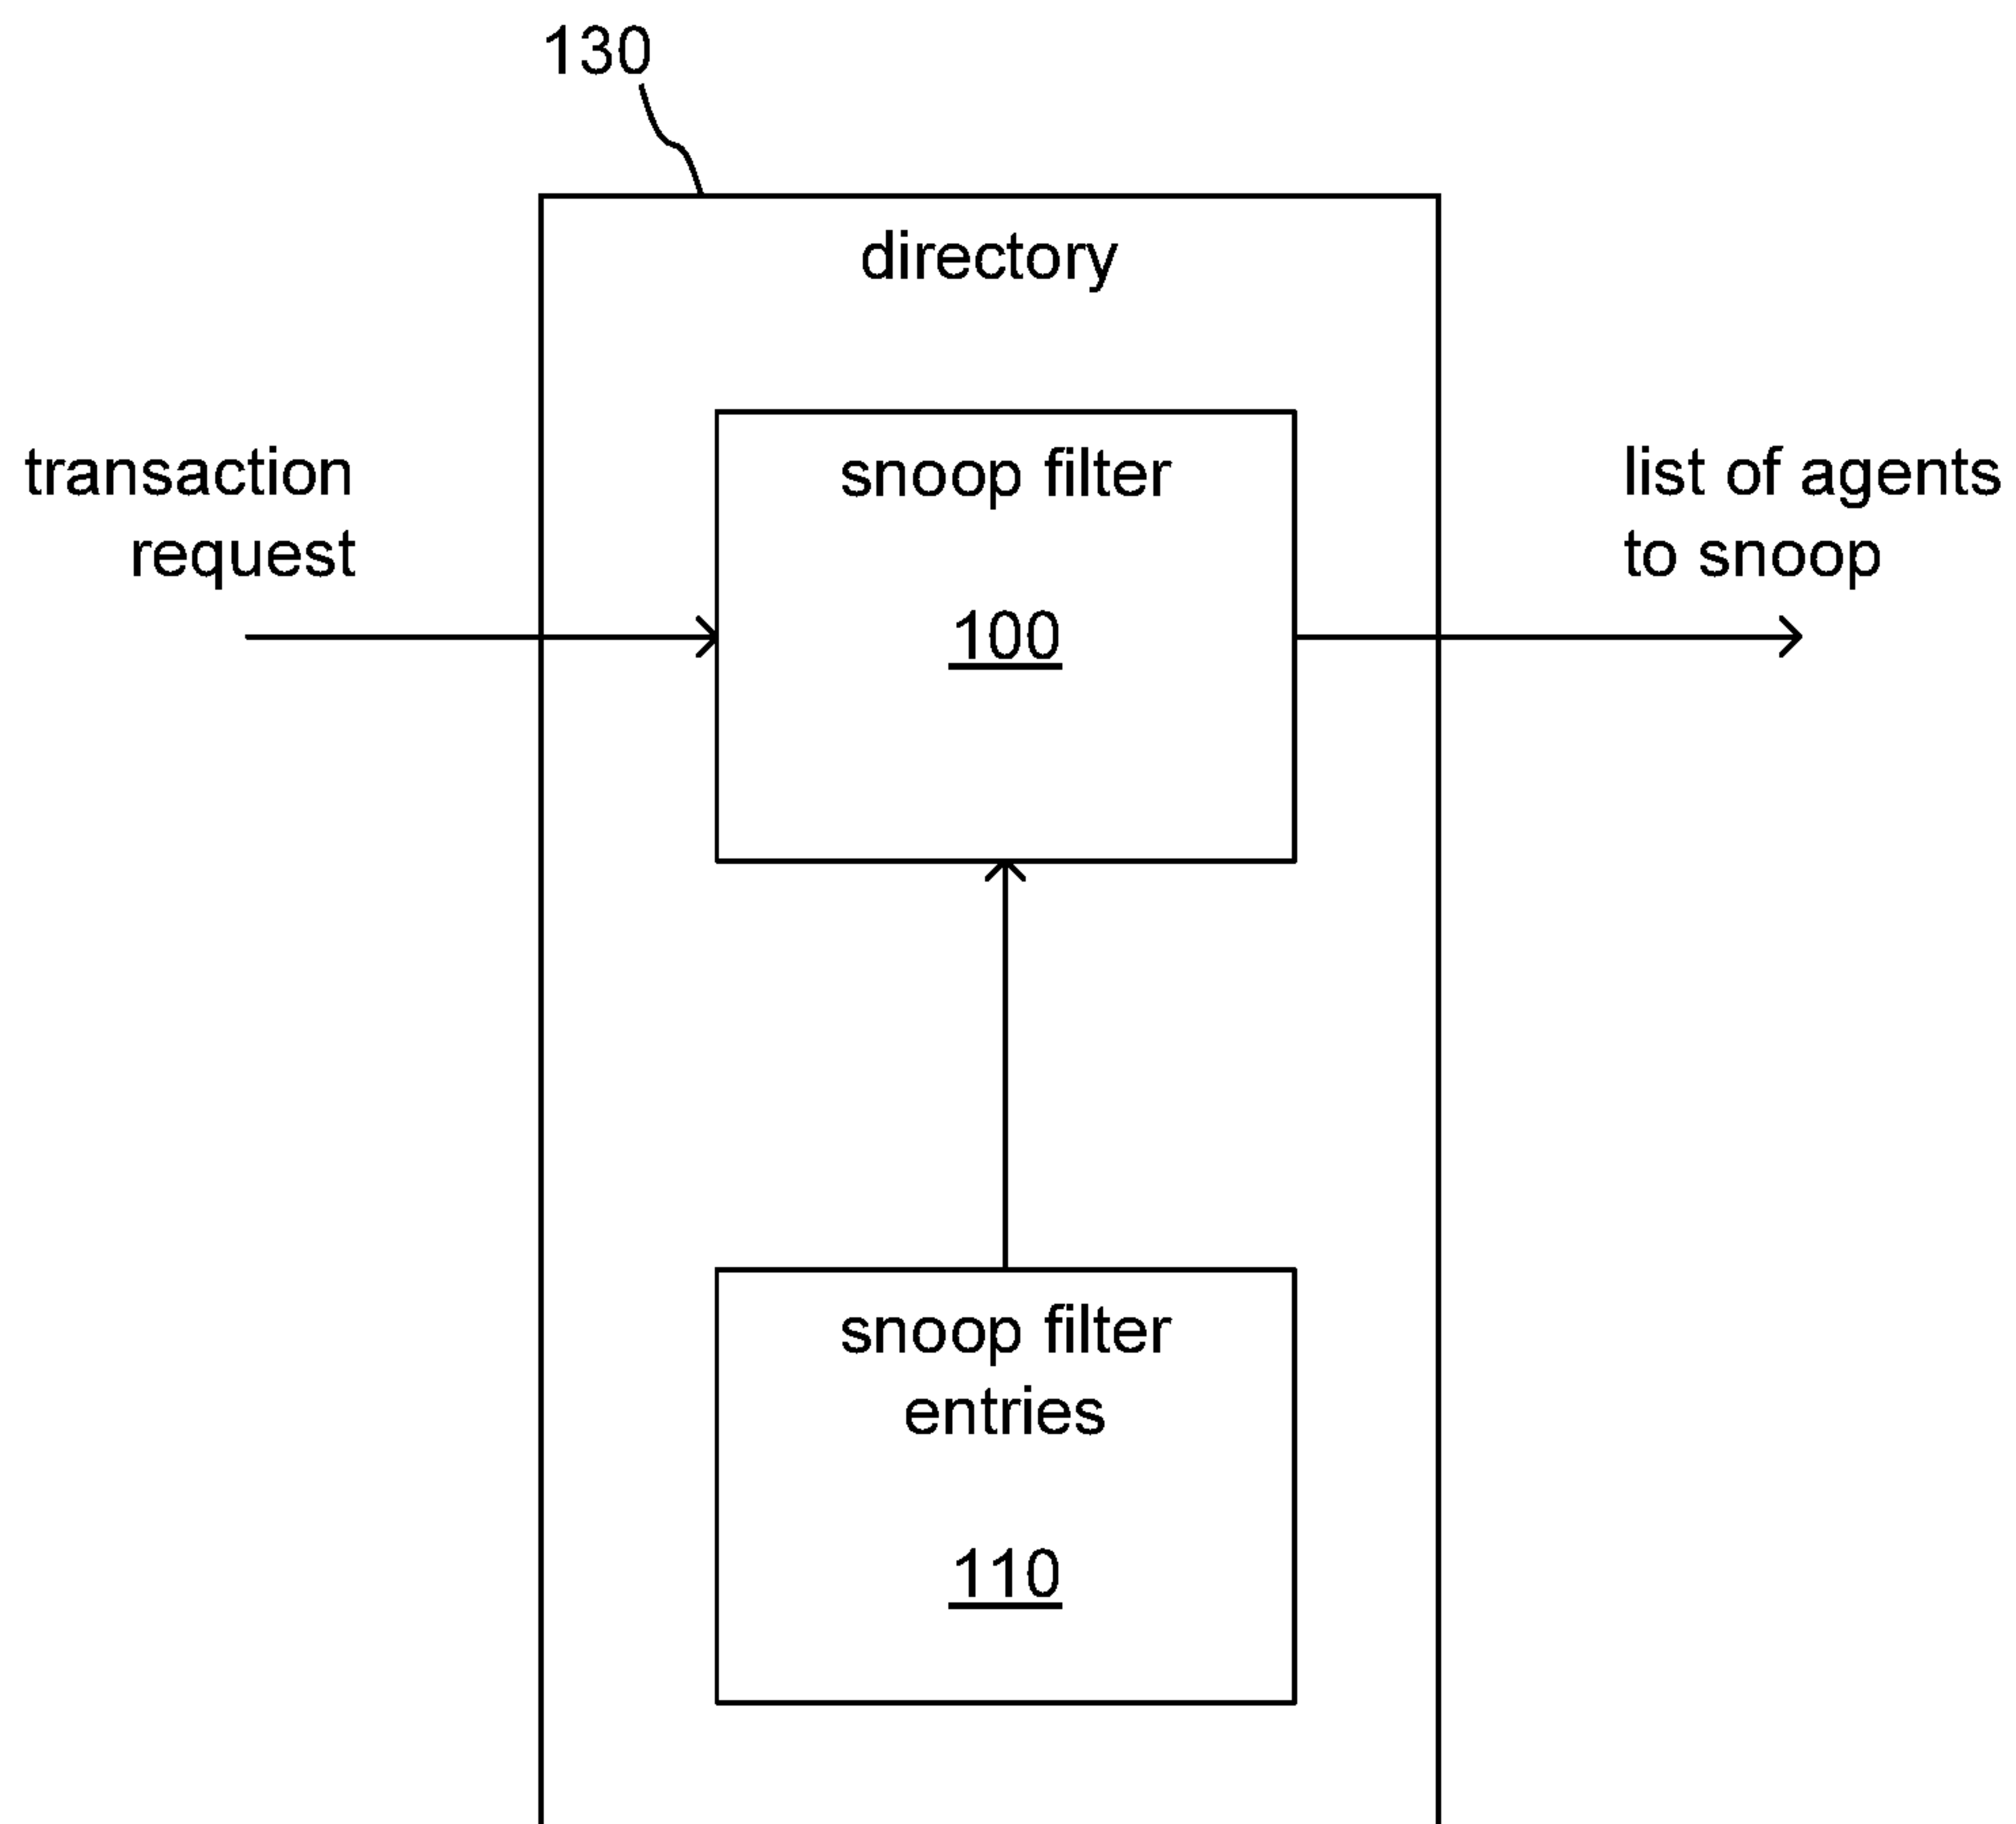 130
directory
transaction
request
snoop filter
100
list of agents
to snoop
snoop filter
entries
110